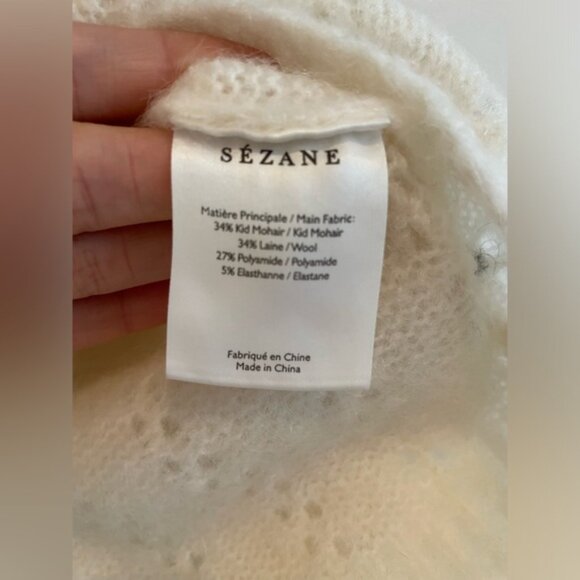 SÉZANE
Matière Principale / Main Fabric:
34% Kid Mohair / Kid Mohair
34% Laine / Wool
27% Polyamide / Polyamide
5% Elasthanne / Elastane
Fabriqué en Chine
Made in China